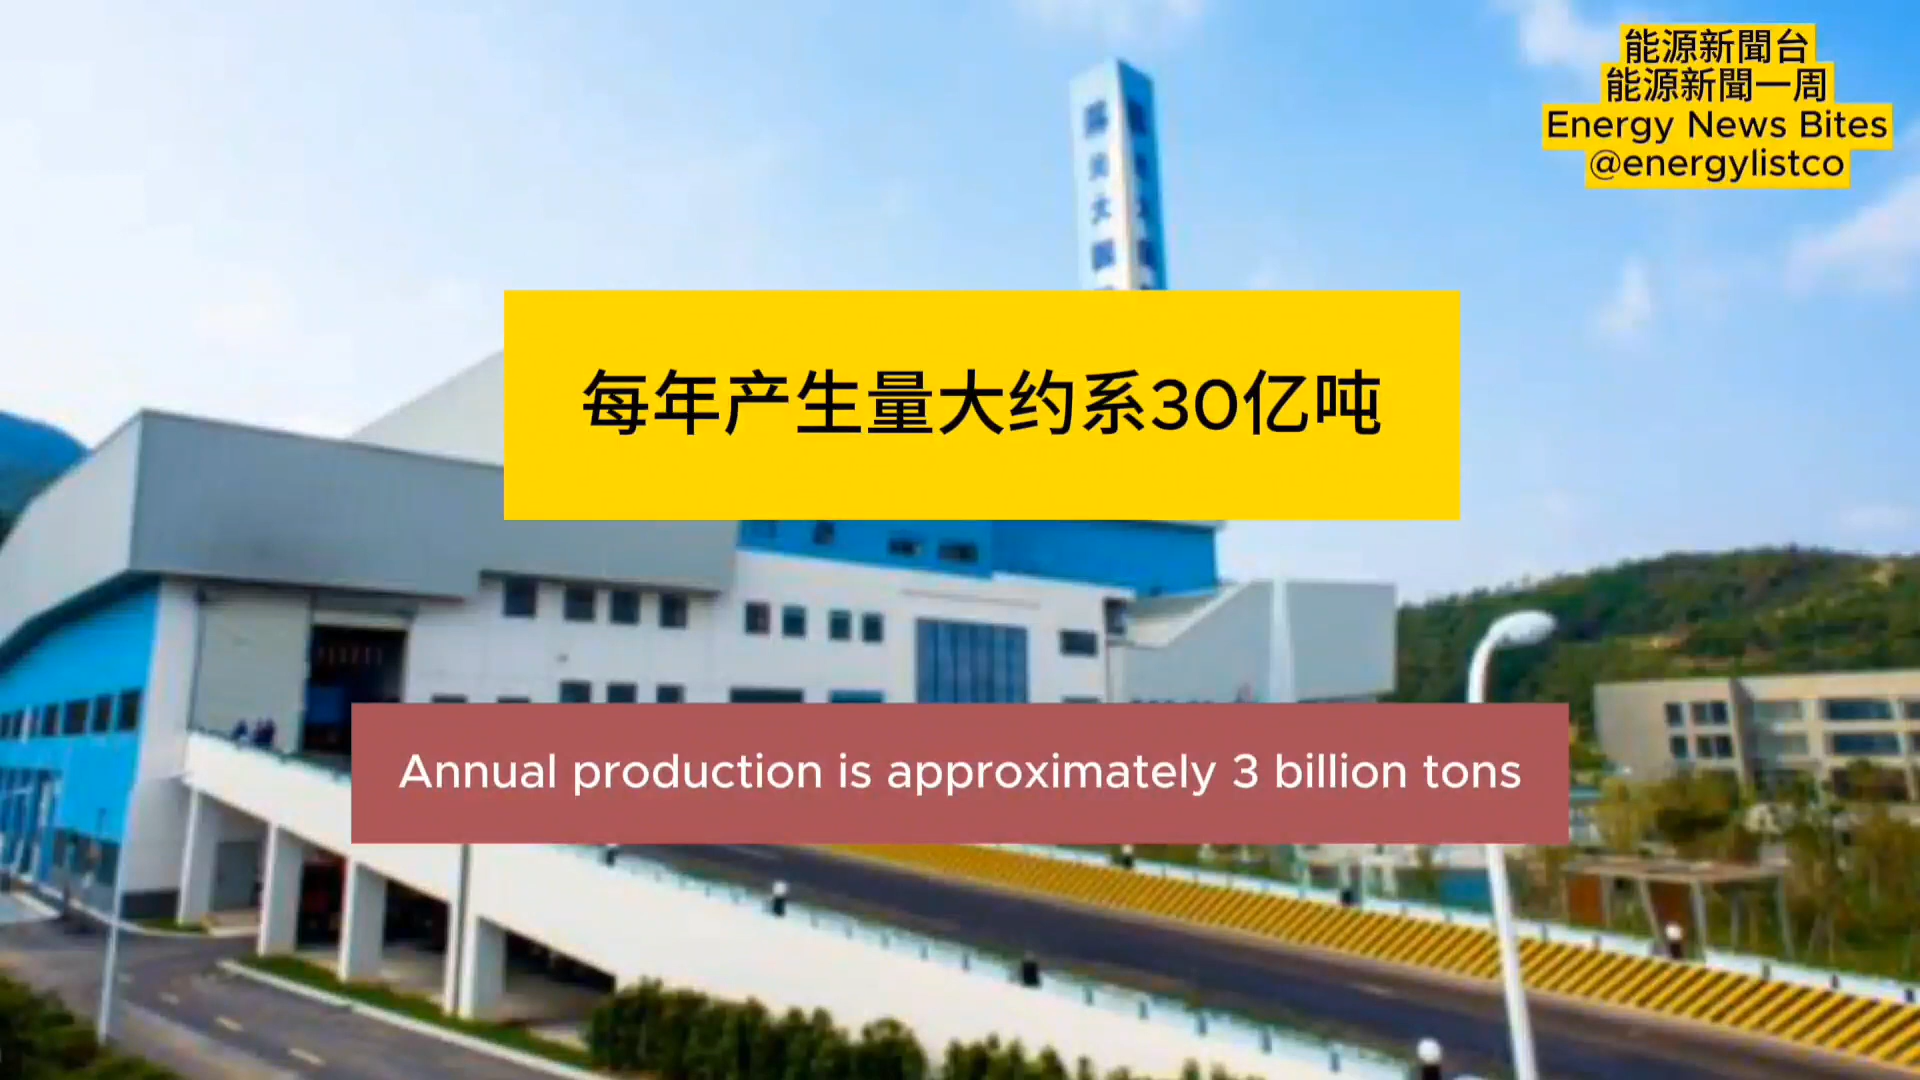 能源新聞台
能源新聞一周
Energy News Bites
@energylistco
每年产生量大约系30亿吨
Annual production is approximately 3 billion tons